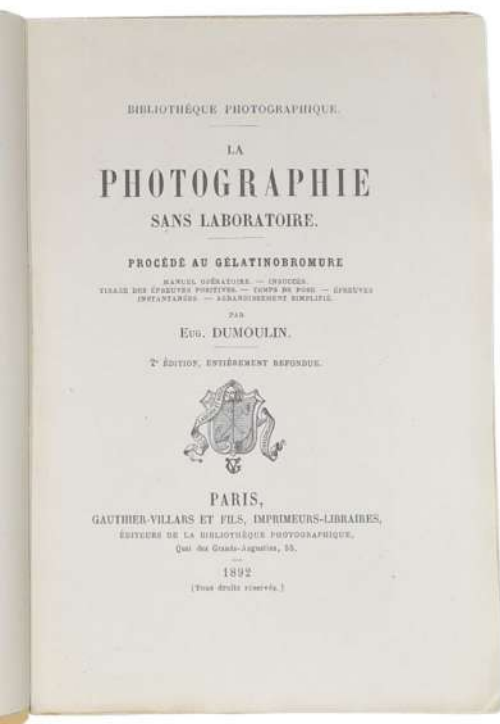 BIBLIOTHÈQUE PHOTOGRAPHIQUE.
LA
PHOTOGRAPHIE
SANS LABORATOIRE.
PROCÉDÉ AU GÉLATINOBROMURE
MANUEL OPÉRATOIRE. — INSUCCÈS.
TIRAGE DES ÉPREUVES POSITIVES. — TEMPS DE POSE. — ÉPREUVES
INSTANTANÉES. — AGRANDISSEMENT SIMPLIFIÉ.
PAR
EUG. DUMOULIN.
2e ÉDITION, ENTIÈREMENT REFONDUE.
PARIS,
GAUTHIER-VILLARS ET FILS, IMPRIMEURS-LIBRAIRES,
ÉDITEURS DE LA BIBLIOTHÈQUE PHOTOGRAPHIQUE,
Quai des Grands-Augustins, 55.
1892
(Tous droits réservés.)